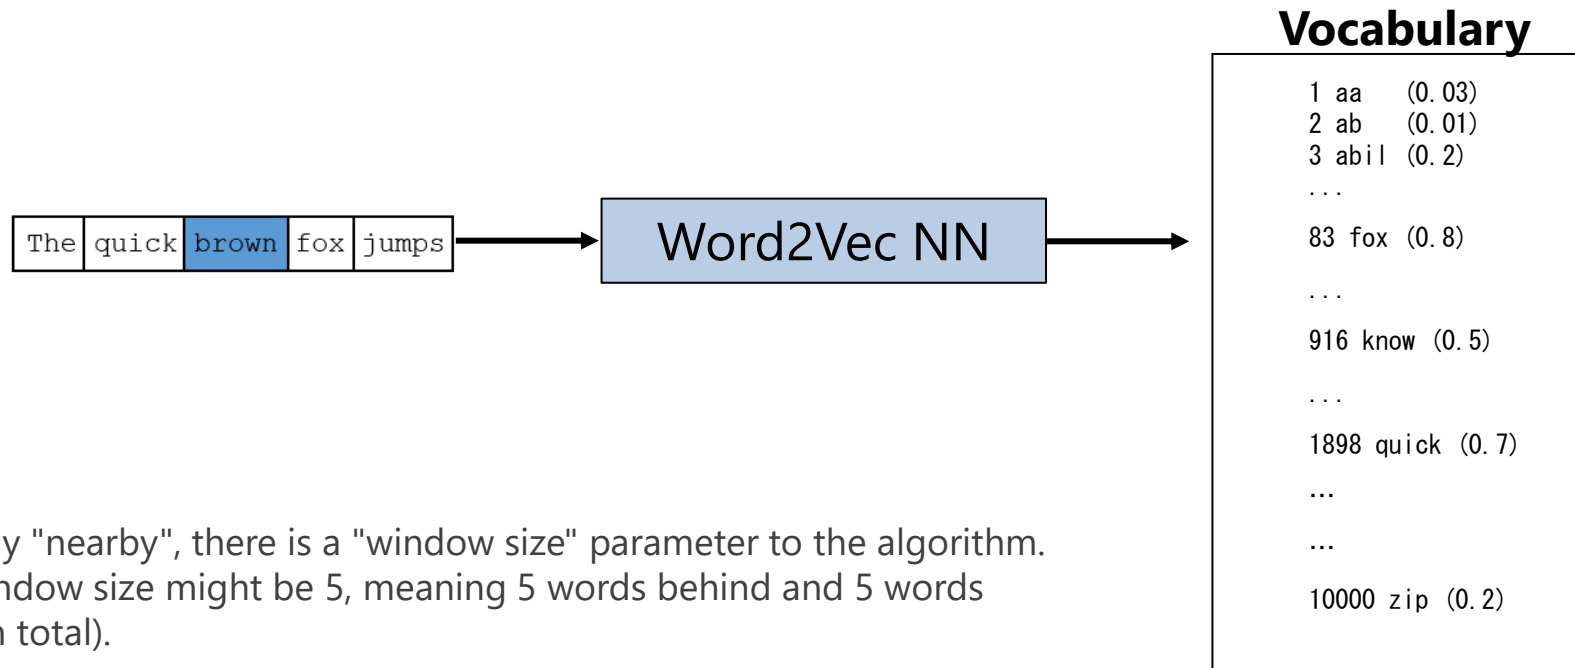 Vocabulary
1 aa (0.03)
2 ab (0.01)
3 abil (0.2)
...
83 fox (0.8)
...
916 know (0.5)
...
1898 quick (0.7)
...
...
10000 zip (0.2)
The quick brown fox jumps
Word2Vec NN
y "nearby", there is a "window size" parameter to the algorithm.
ndow size might be 5, meaning 5 words behind and 5 words
n total).